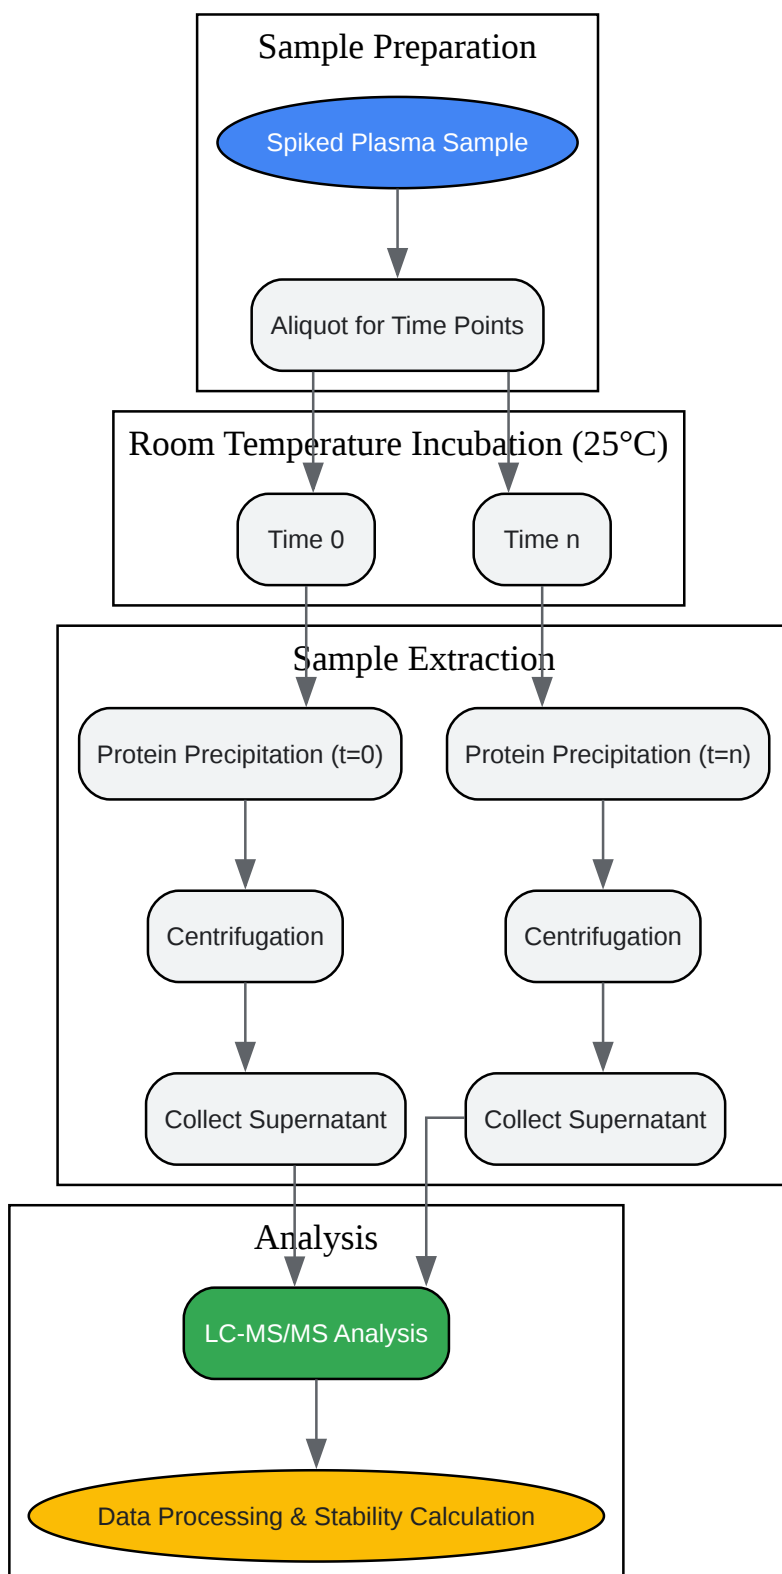 Sample Preparation
Spiked Plasma Sample
Aliquot for Time Points
Room Temperature Incubation (25°C)
Time 0
Time n
Sample Extraction
Protein Precipitation (t=0)
Protein Precipitation (t=n)
Centrifugation
Centrifugation
Collect Supernatant
Collect Supernatant
Analysis
LC-MS/MS Analysis
Data Processing & Stability Calculation